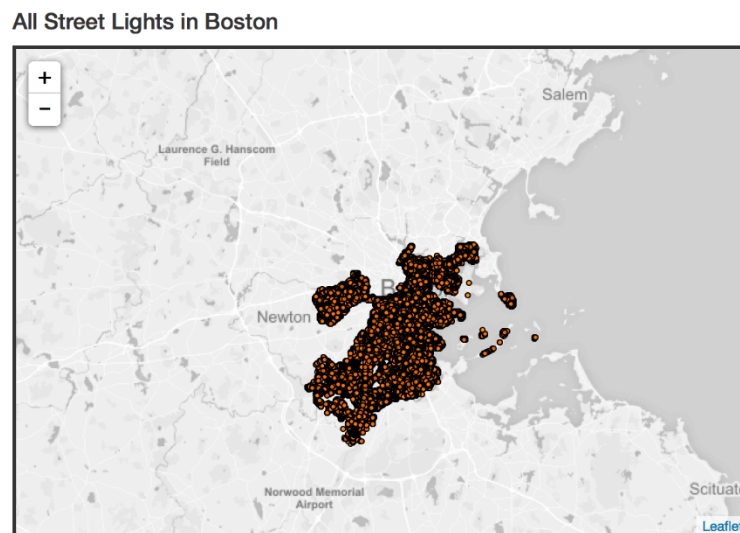 All Street Lights in Boston
+
−
Salem
Laurence G. Hanscom
Field
B
Newton
Norwood Memorial
Airport
Scituate
Leaflet